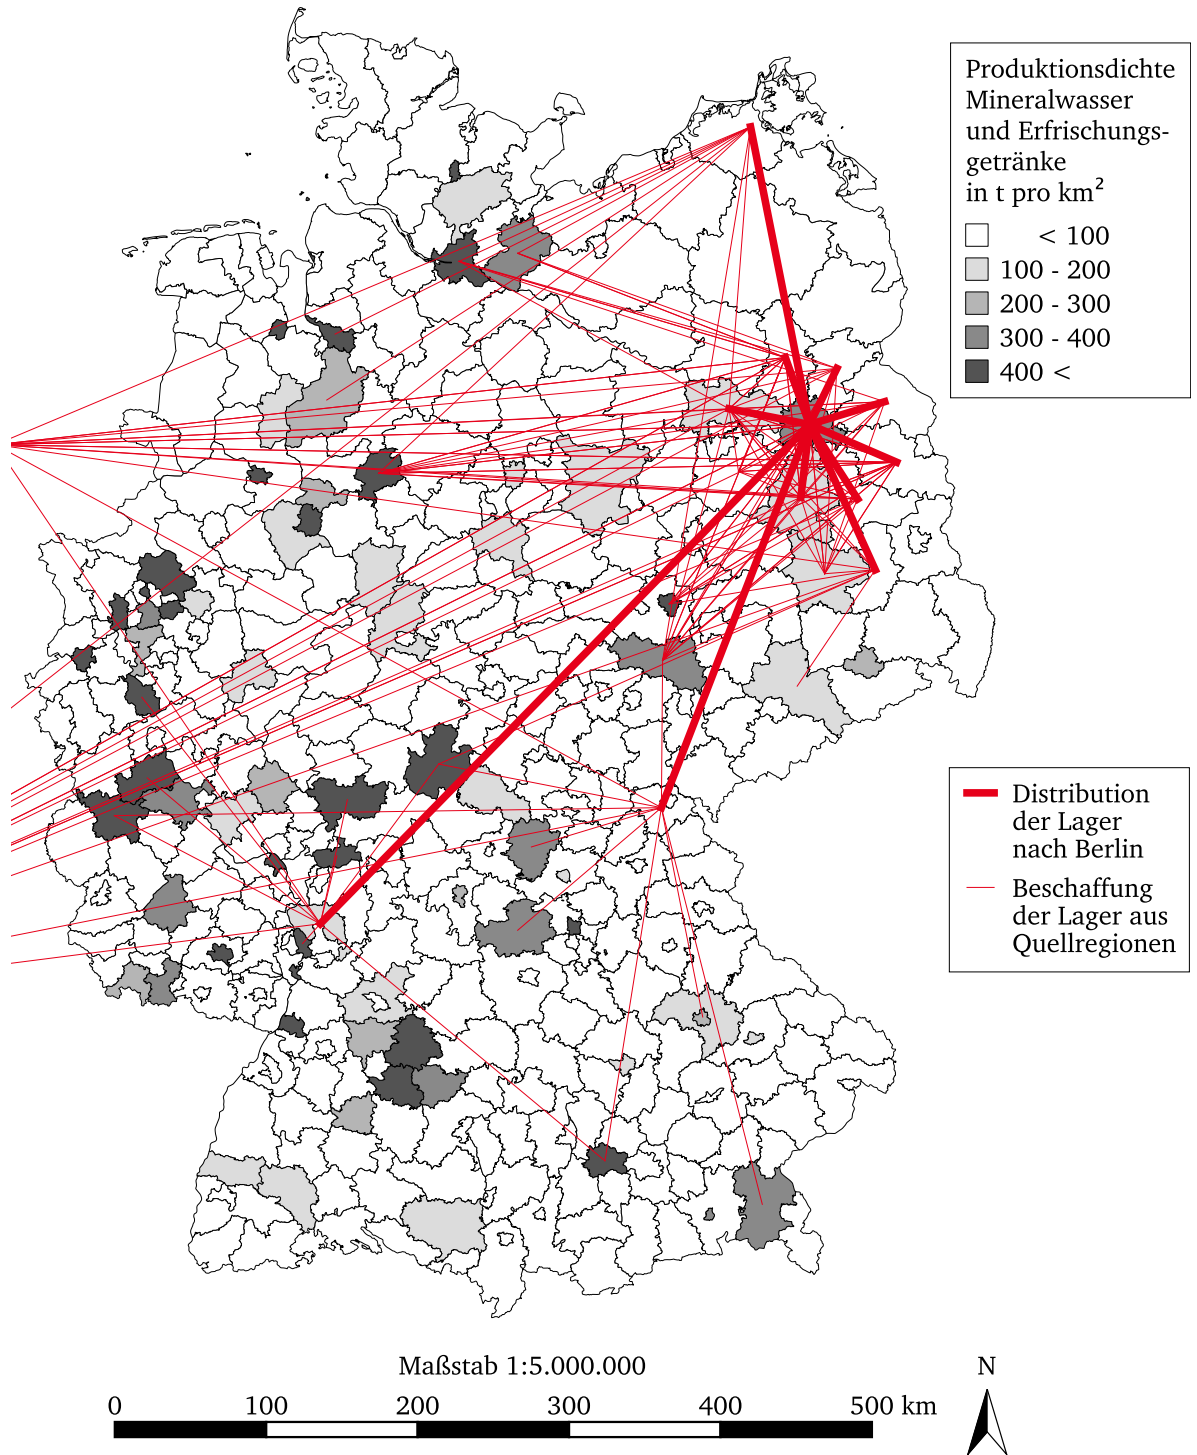 Produktionsdichte
Mineralwasser
und Erfrischungs-
getränke
in t pro km²
< 100
100 - 200
200 - 300
300 - 400
400 <
Distribution
der Lager
nach Berlin
Beschaffung
der Lager aus
Quellregionen
Maßstab 1:5.000.000
N
0 100 200 300 400 500 km